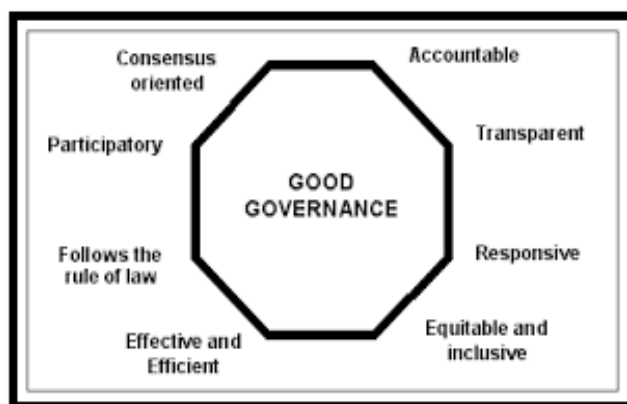 Consensus
oriented
Accountable
Participatory
Transparent
GOOD
GOVERNANCE
Follows the
rule of law
Responsive
Effective and
Efficient
Equitable and
inclusive